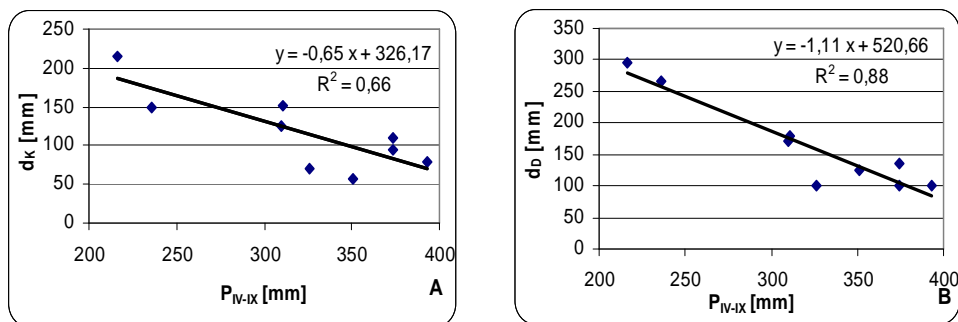 250
200
150
100
50
0
dK [mm]
y = -0,65 x + 326,17
R² = 0,66
200 250 300 350 400
PIV-IX [mm]
A
350
300
250
200
150
100
50
0
dD [mm]
y = -1,11 x + 520,66
R² = 0,88
200 250 300 350 400
PIV-IX [mm]
B